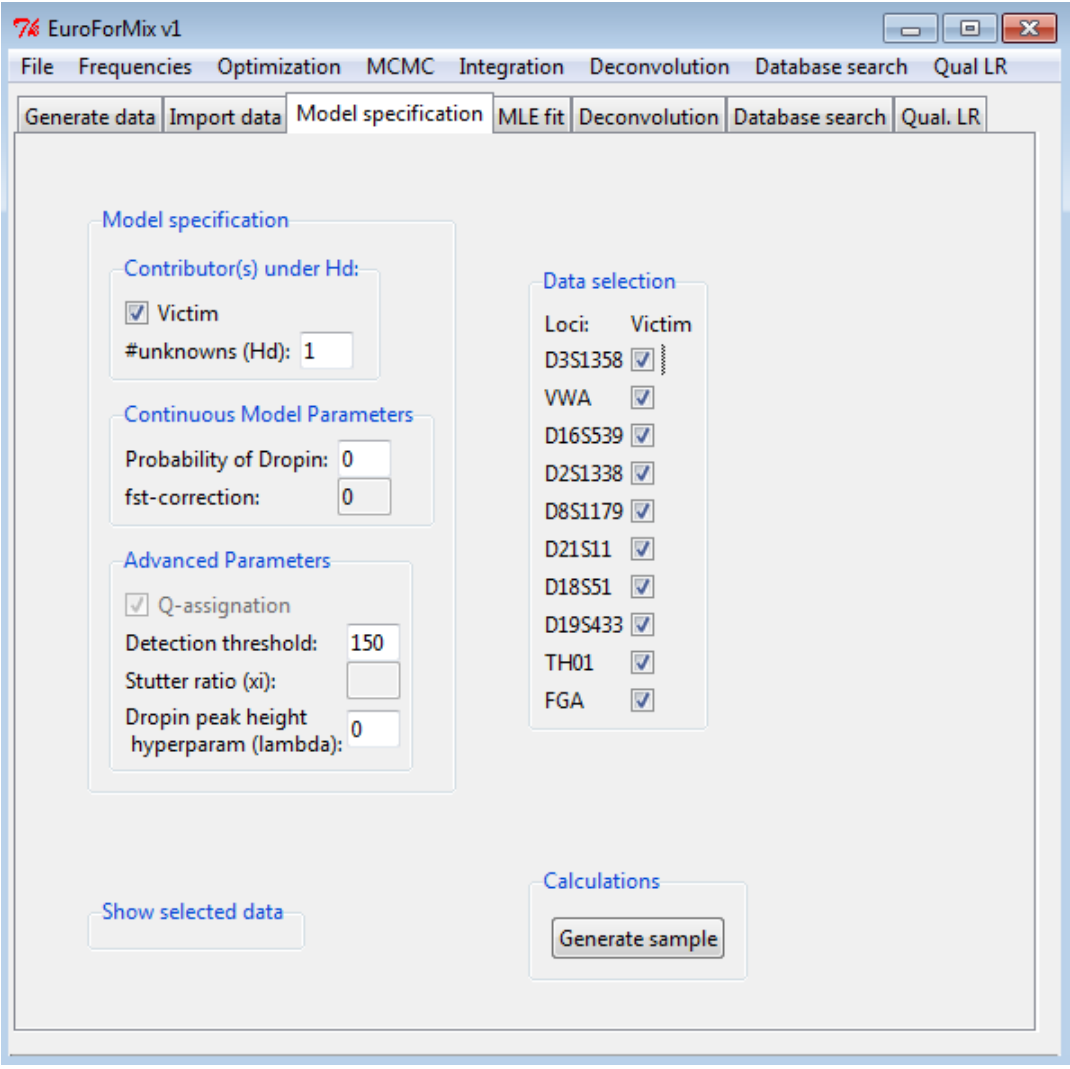 EuroForMix v1
File Frequencies Optimization MCMC Integration Deconvolution Database search Qual LR
Generate data Import data Model specification MLE fit Deconvolution Database search Qual. LR
Model specification
Contributor(s) under Hd:
Victim
#unknowns (Hd): 1
Continuous Model Parameters
Probability of Dropin: 0
fst-correction: 0
Advanced Parameters
Q-assignation
Detection threshold: 150
Stutter ratio (xi):
Dropin peak height
hyperparam (lambda): 0
Data selection
Loci: Victim
D3S1358
VWA
D16S539
D2S1338
D8S1179
D21S11
D18S51
D19S433
TH01
FGA
Show selected data
Calculations
Generate sample